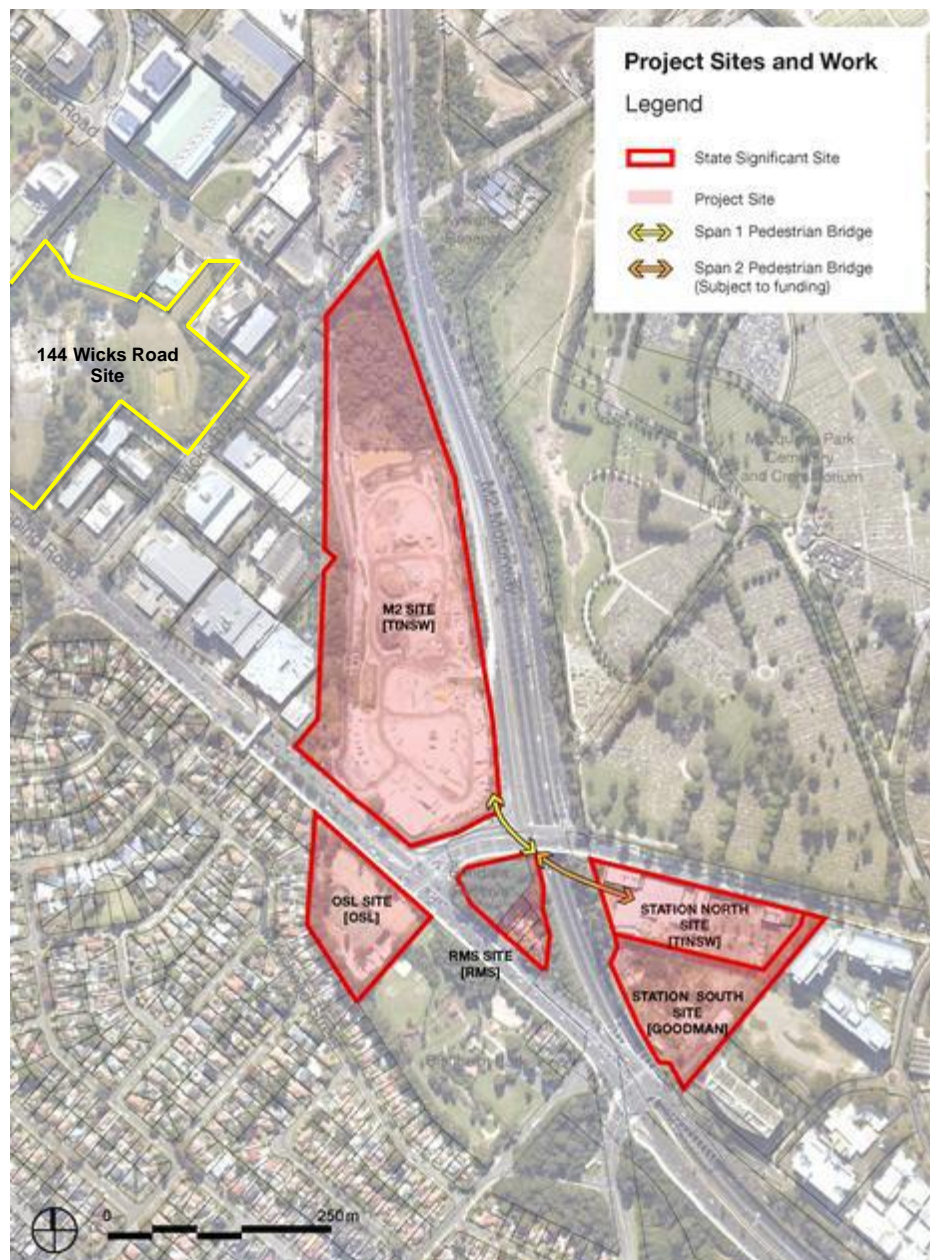 Project Sites and Work
Legend
State Significant Site
Project Site
Span 1 Pedestrian Bridge
Span 2 Pedestrian Bridge
(Subject to funding)
Road
144 Wicks Road
Site
Macquarie Park
Cemetery
and Crematorium
M2 Motorway
Road
M2 SITE
[TfNSW]
OSL SITE
[OSL]
RMS SITE
[RMS]
STATION NORTH
SITE
[TfNSW]
STATION SOUTH
SITE
[GOODMAN]
0
250m